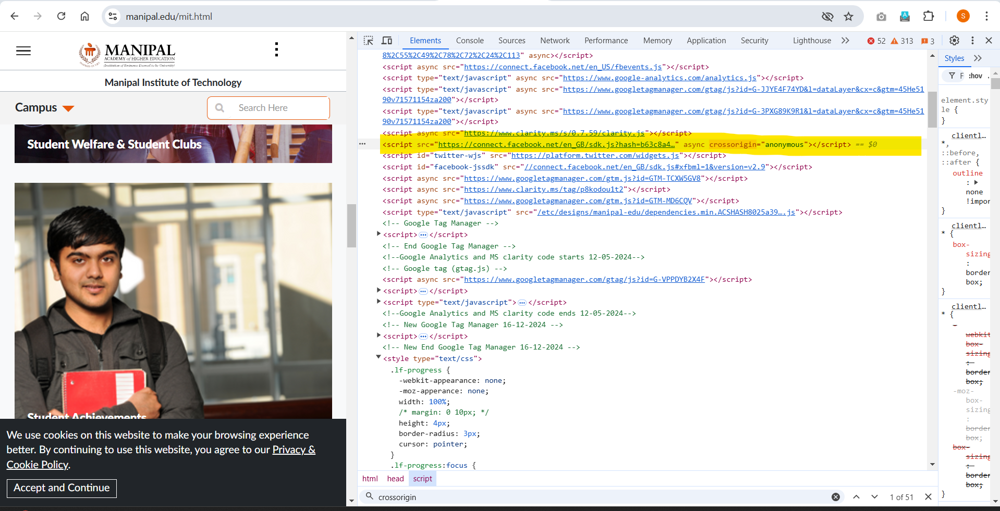 manipal.edu/mit.html
S
MANIPAL
ACADEMY of HIGHER EDUCATION
(Institution of Eminence Deemed to be University)
INSPIRED BY LIFE
Manipal Institute of Technology
Campus
Search Here
Student Welfare & Student Clubs
Student Achievements
We use cookies on this website to make your browsing experience
better. By continuing to use this website, you agree to our Privacy &
Cookie Policy.
Accept and Continue
Elements Console Sources Network Performance Memory Application Security Lighthouse 52 313 3
8%2C55%2C49%2C78%2C72%2C24%2C113" async></script>
<script async src="https://connect.facebook.net/en_US/fbevents.js"></script>
<script type="text/javascript" async src="https://www.google-analytics.com/analytics.js"></script>
<script type="text/javascript" async src="https://www.googletagmanager.com/gtag/js?id=G-JJYE4F74YD&l=dataLayer&cx=c&gtm=45He51
90v71571154za200"></script>
<script type="text/javascript" async src="https://www.googletagmanager.com/gtag/js?id=G-3PXG89K9R1&l=dataLayer&cx=c&gtm=45He51
90v71571154za200"></script>
<script async src="https://www.clarity.ms/s/0.7.59/clarity.js"></script>
<script src="https://connect.facebook.net/en_GB/sdk.js?hash=b63c8a4…" async crossorigin="anonymous"></script> == $0
<script id="twitter-wjs" src="https://platform.twitter.com/widgets.js"></script>
<script id="facebook-jssdk" src="//connect.facebook.net/en_GB/sdk.js#xfbml=1&version=v2.9"></script>
<script async src="https://www.googletagmanager.com/gtm.js?id=GTM-TCXW5GV8"></script>
<script async src="https://www.clarity.ms/tag/p8kodou1t2"></script>
<script async src="https://www.googletagmanager.com/gtm.js?id=GTM-MD6CQV"></script>
<script type="text/javascript" src="/etc/designs/manipal-edu/dependencies.min.ACSHASH8025a39….js"></script>
<!-- Google Tag Manager -->
<script>…</script>
<!-- End Google Tag Manager -->
<!--Google Analytics and MS clarity code starts 12-05-2024-->
<!-- Google tag (gtag.js) -->
<script async src="https://www.googletagmanager.com/gtag/js?id=G-VPPDYB2X4F"></script>
<script>…</script>
<script type="text/javascript">…</script>
<!--Google Analytics and MS clarity code ends 12-05-2024-->
<!-- New Google Tag Manager 16-12-2024 -->
<script>…</script>
<!-- New End Google Tag Manager 16-12-2024 -->
<style type="text/css">
.lf-progress {
-webkit-appearance: none;
-moz-apperance: none;
width: 100%;
/* margin: 0 10px; */
height: 4px;
border-radius: 3px;
cursor: pointer;
}
.lf-progress:focus {
html head script
crossorigin
1 of 51
Styles
F :hov .
element.sty
le {
}
clientl…
*,
::before,
::after {
outline
:
none
!impor
}
clientl…
* {
box-
sizing
:
border
box;
}
clientl…
* {
webkit
box-
sizing
:
border
box;
-moz-
box-
sizing
:
border
box;
box-
sizing
:
border
box;
}